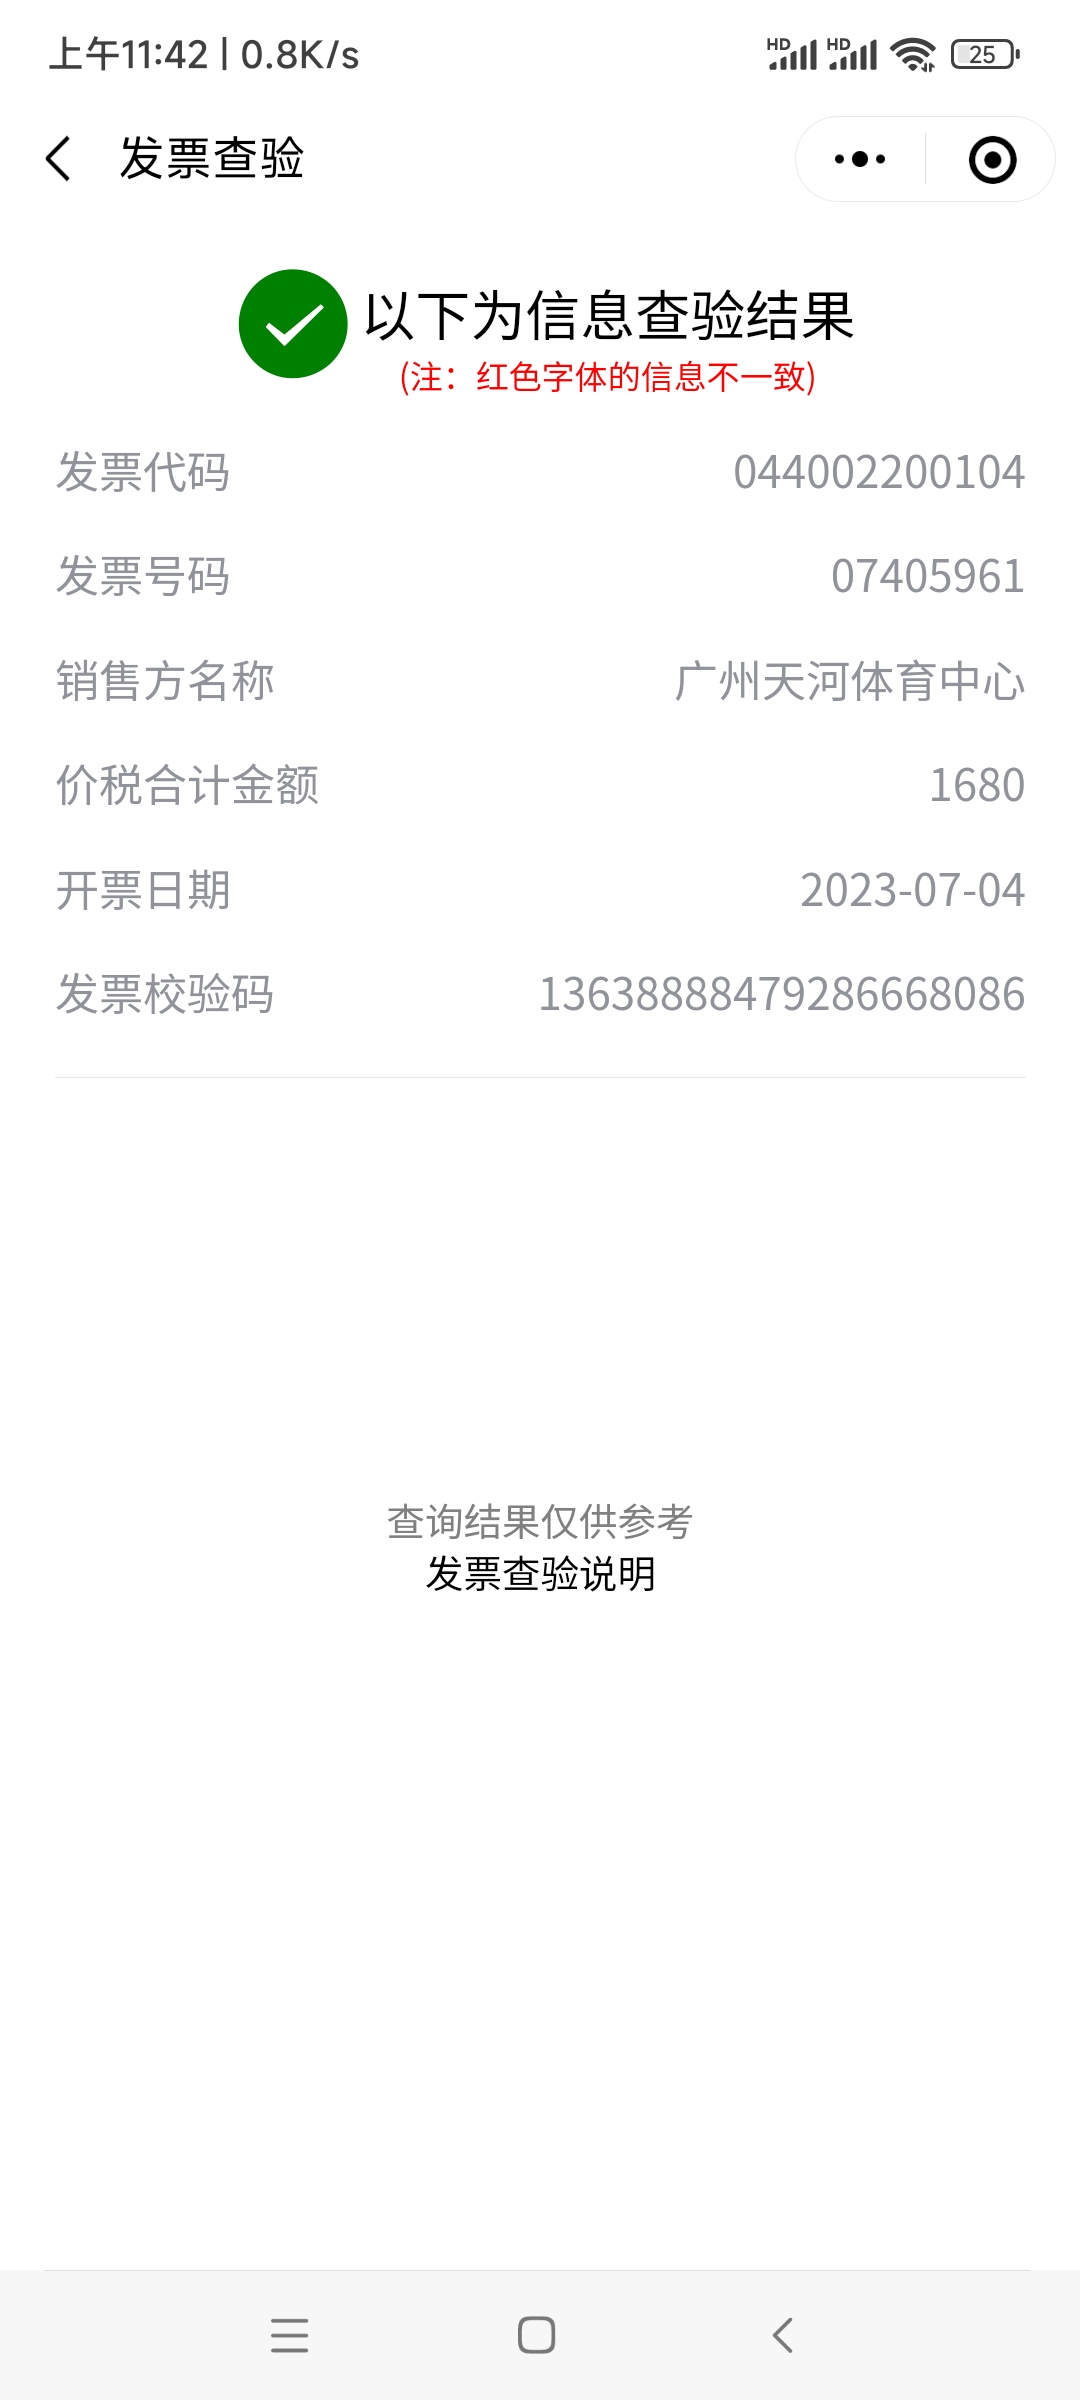 上午11:42 | 0.8K/s
HD HD 25
发票查验
以下为信息查验结果
(注：红色字体的信息不一致)
发票代码 044002200104
发票号码 07405961
销售方名称 广州天河体育中心
价税合计金额 1680
开票日期 2023-07-04
发票校验码 13638888479286668086
查询结果仅供参考
发票查验说明